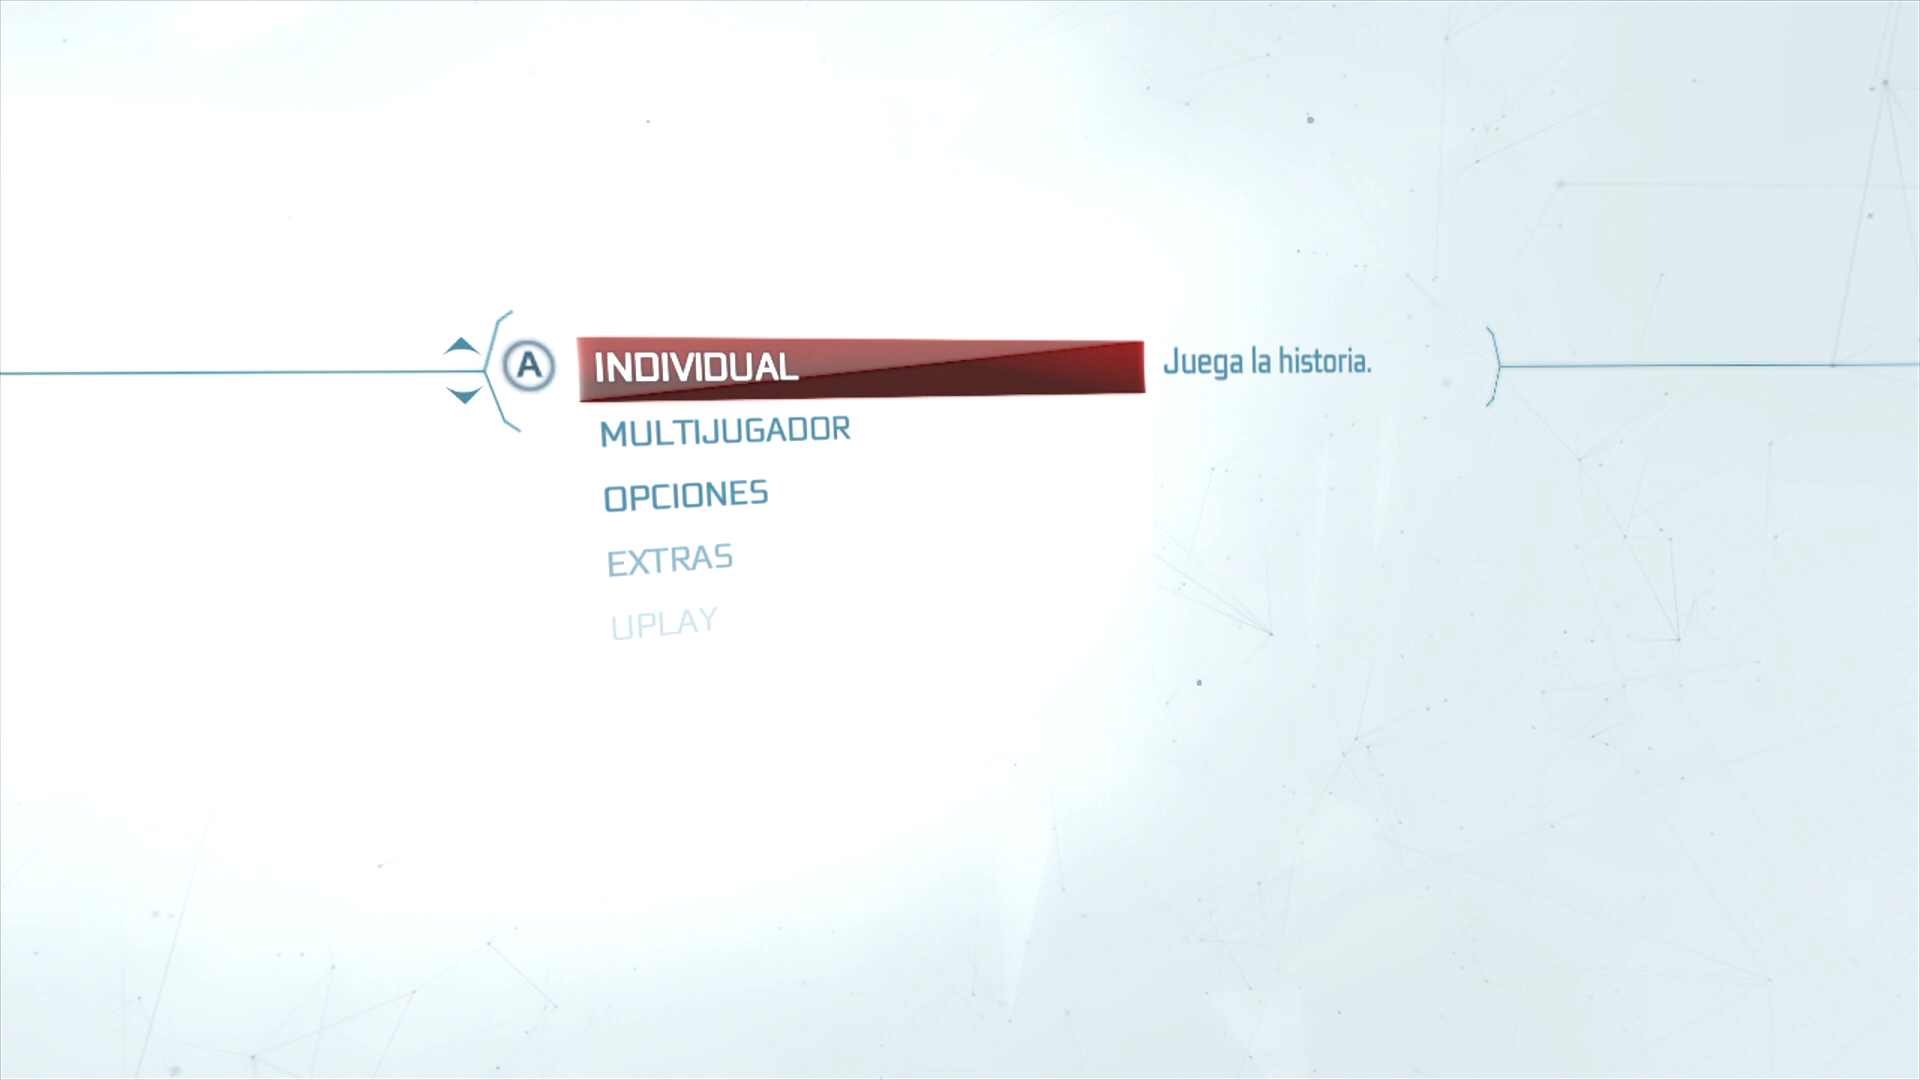 A INDIVIDUAL Juega la historia.
MULTIJUGADOR
OPCIONES
EXTRAS
UPLAY